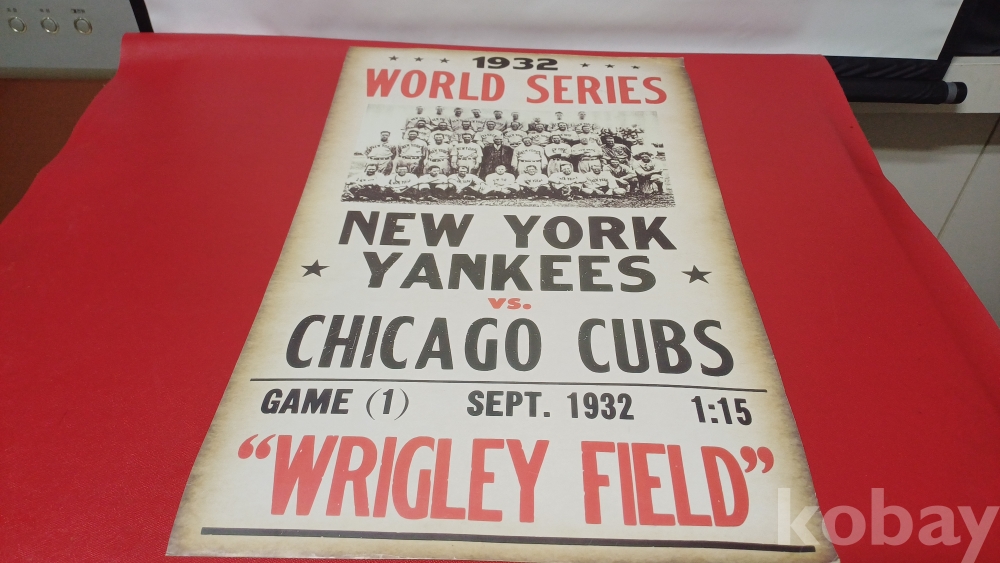 ★ ★ ★ 1932 ★ ★ ★
WORLD SERIES
NEW YORK
★ YANKEES ★
vs.
CHICAGO CUBS
GAME (1) SEPT. 1932 1:15
“WRIGLEY FIELD”
kobay